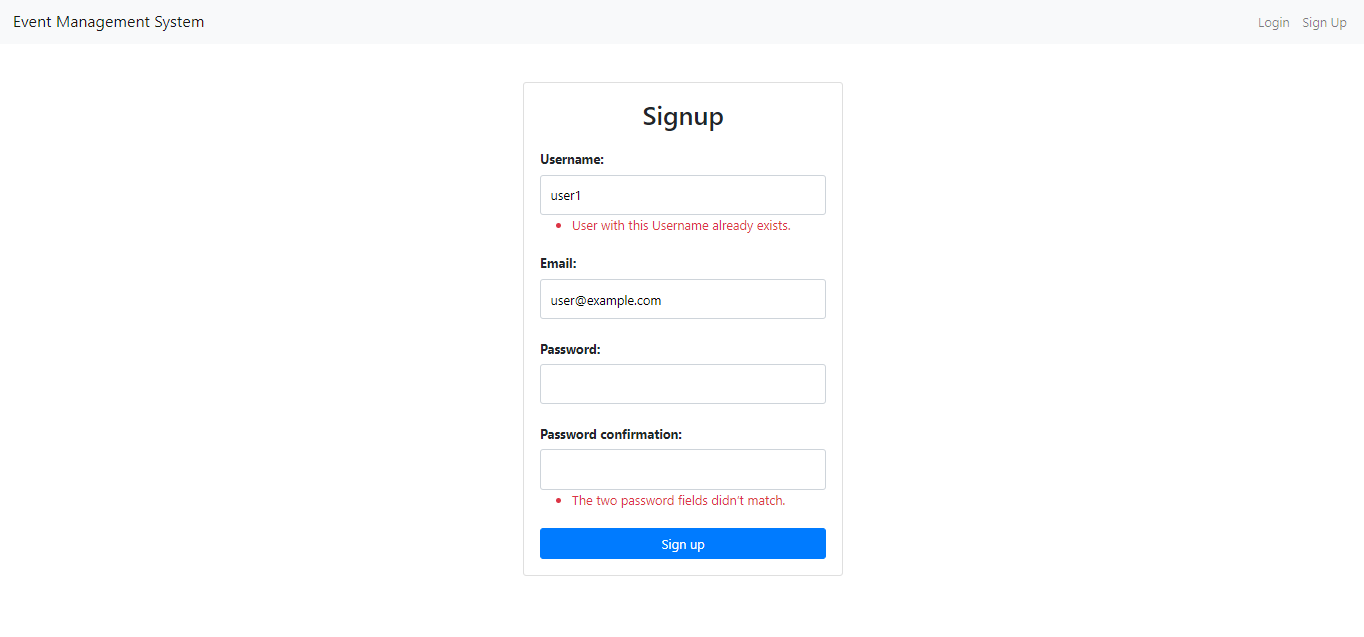 Event Management System
Login Sign Up
Signup
Username:
user1
• User with this Username already exists.
Email:
user@example.com
Password:
Password confirmation:
• The two password fields didn't match.
Sign up